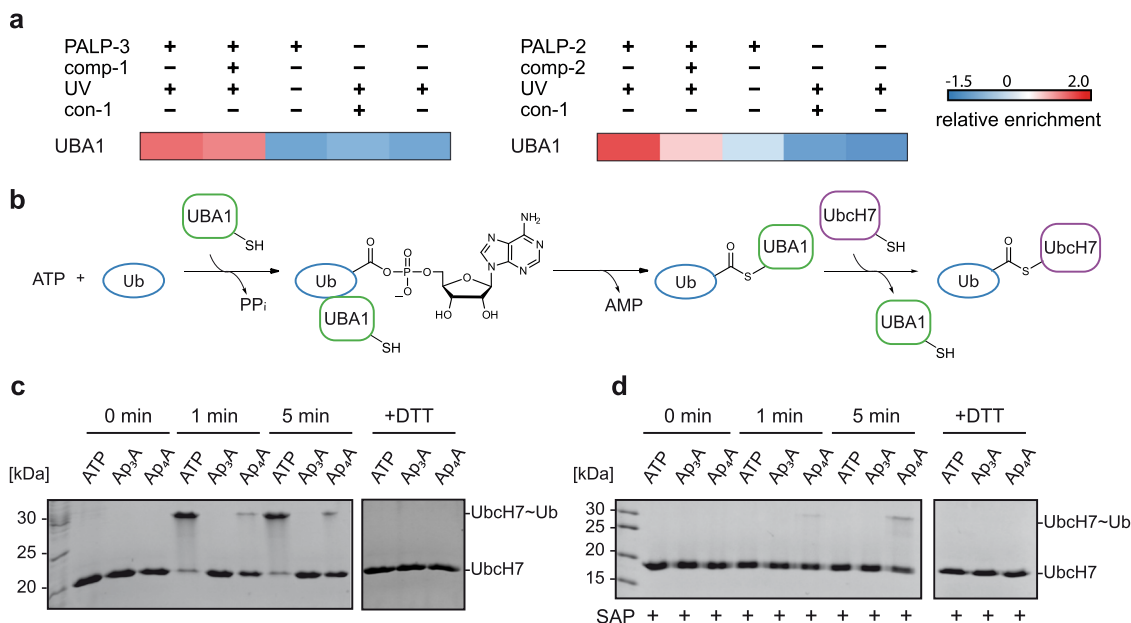 a
PALP-3 + + + − −
comp-1 − + − − −
UV + + − + +
con-1 − − − + −
UBA1
PALP-2 + + + − −
comp-2 − + − − −
UV + + − + +
con-1 − − − + −
UBA1
-1.5 0 2.0
relative enrichment
b
ATP + Ub
UBA1
SH
PPi
Ub
UBA1
SH
O
O
P
O
O−
O
O
HO OH
N
N
N
N
NH2
AMP
Ub
O
S
UBA1
UbcH7
SH
UBA1
SH
Ub
O
S
UbcH7
c
0 min 1 min 5 min +DTT
[kDa] ATP Ap3A Ap4A ATP Ap3A Ap4A ATP Ap3A Ap4A ATP Ap3A Ap4A
30
25
20
UbcH7~Ub
UbcH7
d
0 min 1 min 5 min +DTT
[kDa] ATP Ap3A Ap4A ATP Ap3A Ap4A ATP Ap3A Ap4A ATP Ap3A Ap4A
30
25
20
15
UbcH7~Ub
UbcH7
SAP + + + + + + + + + + + +